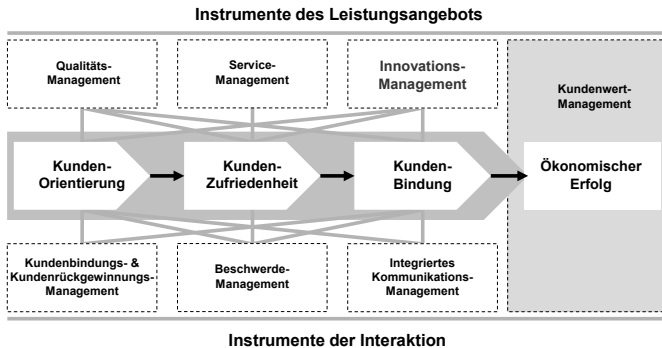 Instrumente des Leistungsangebots
Qualitäts-
Management
Service-
Management
Innovations-
Management
Kundenwert-
Management
Kunden-
Orientierung
Kunden-
Zufriedenheit
Kunden-
Bindung
Ökonomischer
Erfolg
Kundenbindungs- &
Kundenrückgewinnungs-
Management
Beschwerde-
Management
Integriertes
Kommunikations-
Management
Instrumente der Interaktion